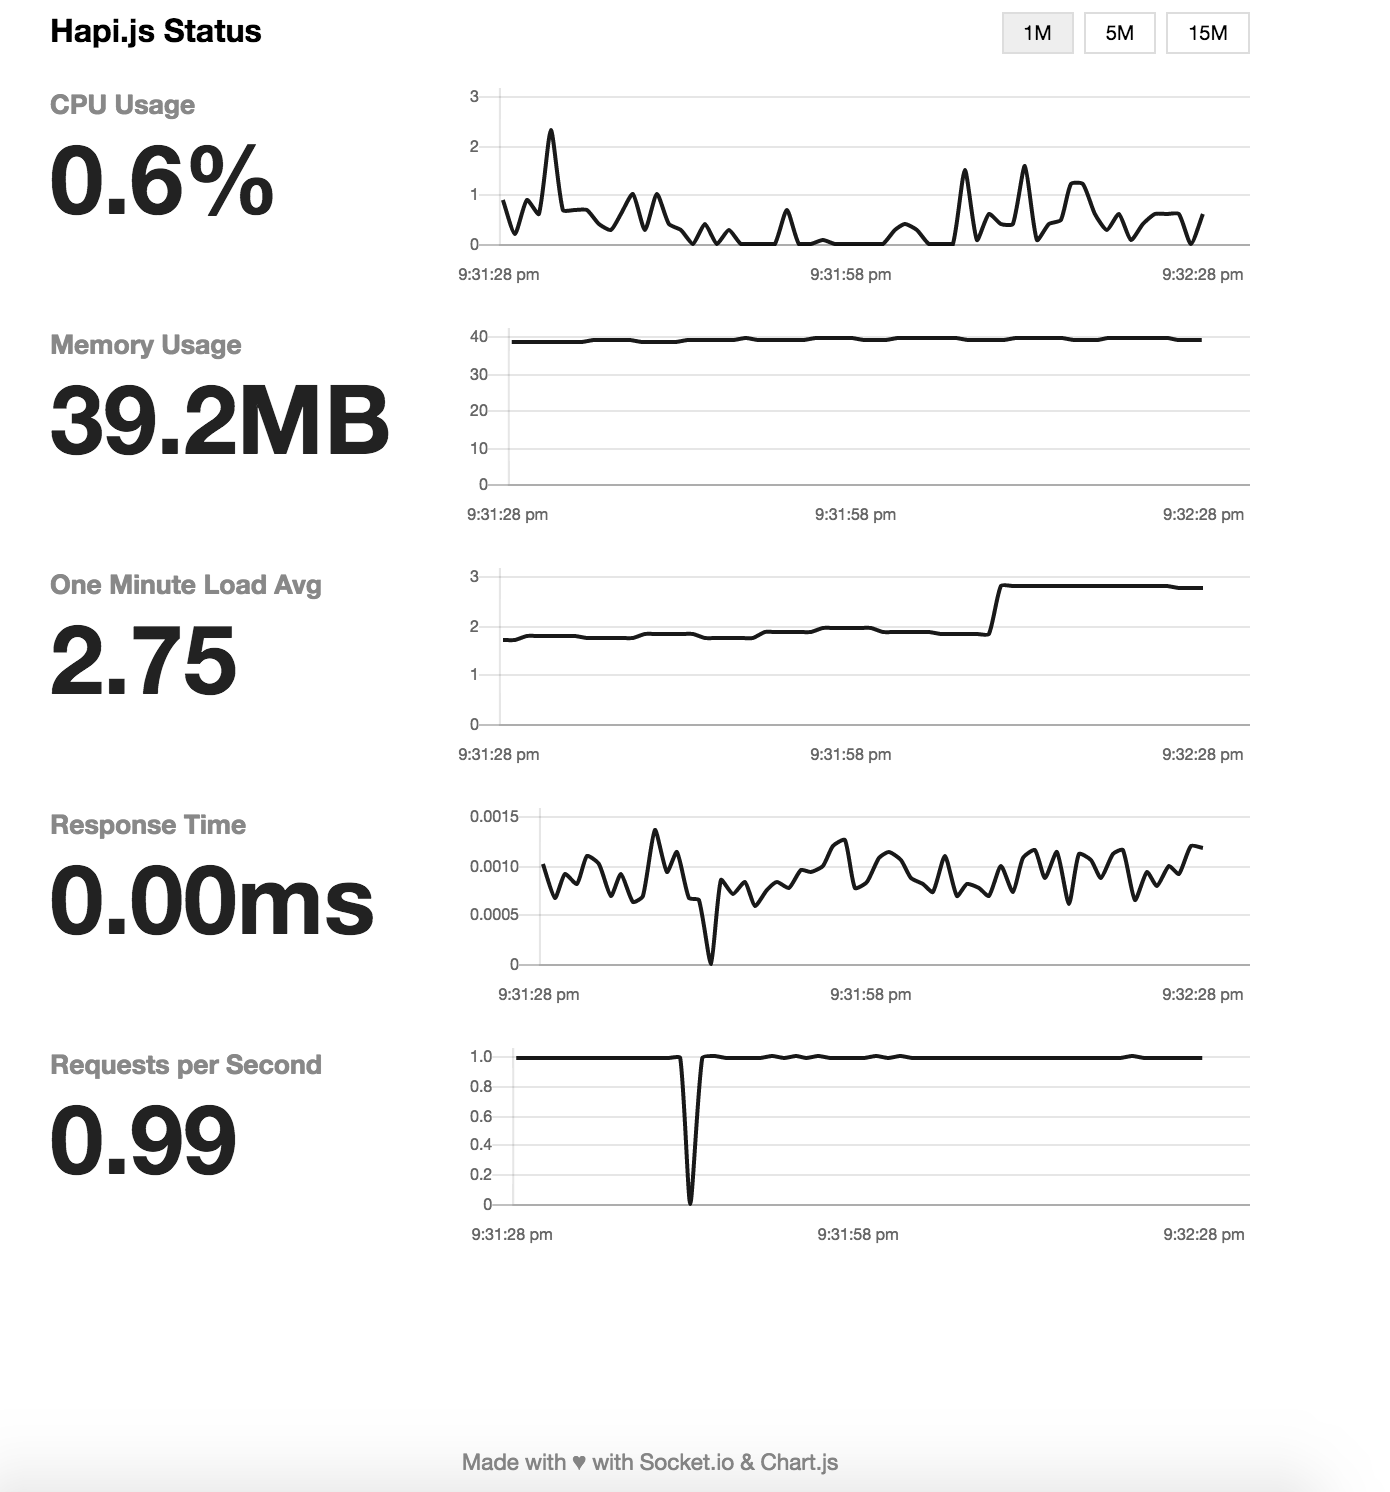 Hapi.js Status
1M 5M 15M
CPU Usage
0.6%
3
2
1
0
9:31:28 pm 9:31:58 pm 9:32:28 pm
Memory Usage
39.2MB
40
30
20
10
0
9:31:28 pm 9:31:58 pm 9:32:28 pm
One Minute Load Avg
2.75
3
2
1
0
9:31:28 pm 9:31:58 pm 9:32:28 pm
Response Time
0.00ms
0.0015
0.0010
0.0005
0
9:31:28 pm 9:31:58 pm 9:32:28 pm
Requests per Second
0.99
1.0
0.8
0.6
0.4
0.2
0
9:31:28 pm 9:31:58 pm 9:32:28 pm
Made with ♥ with Socket.io & Chart.js